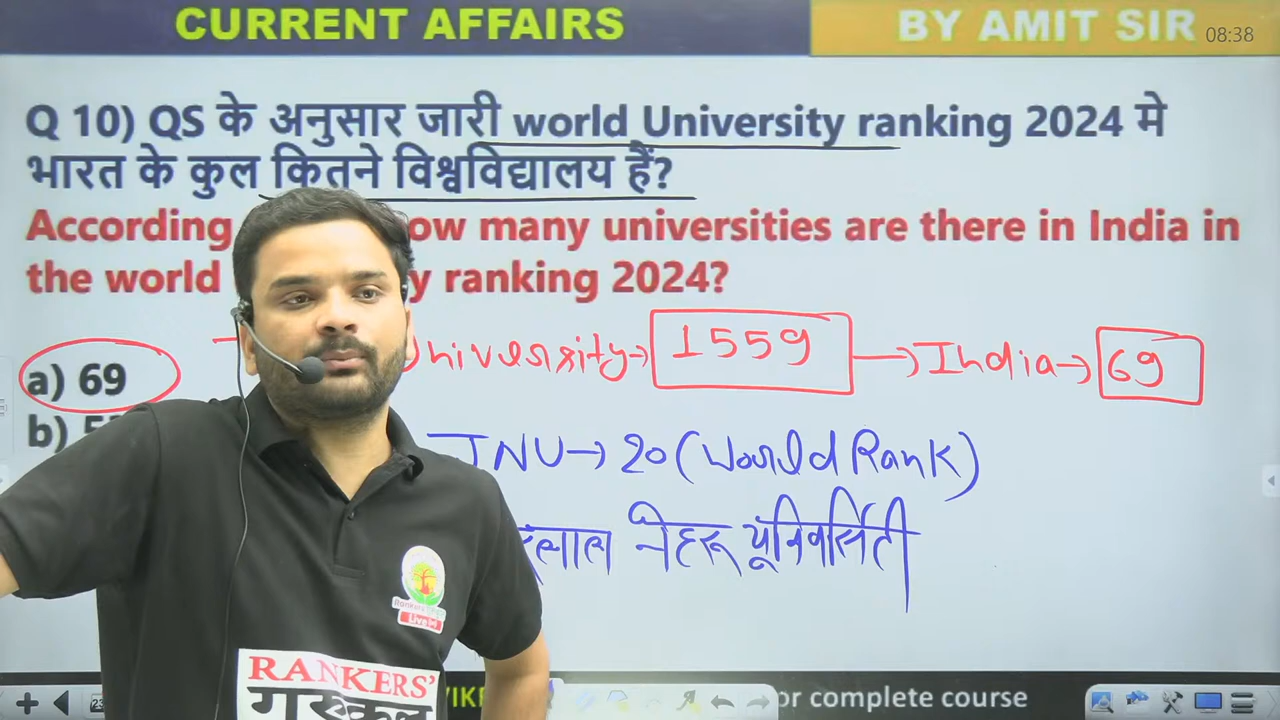 CURRENT AFFAIRS
BY AMIT SIR
08:38
Q 10) QS के अनुसार जारी world University ranking 2024 मे
भारत के कुल कितने विश्वविद्यालय हैं?
According ow many universities are there in India in
the world y ranking 2024?
niversity→ 1559 → India→ 69
a) 69
b)
JNU→ 20 (World Rank)
लाल नेहरू यूनिवर्सिटी
Live
RANKERS'
गुरुकुल
or complete course